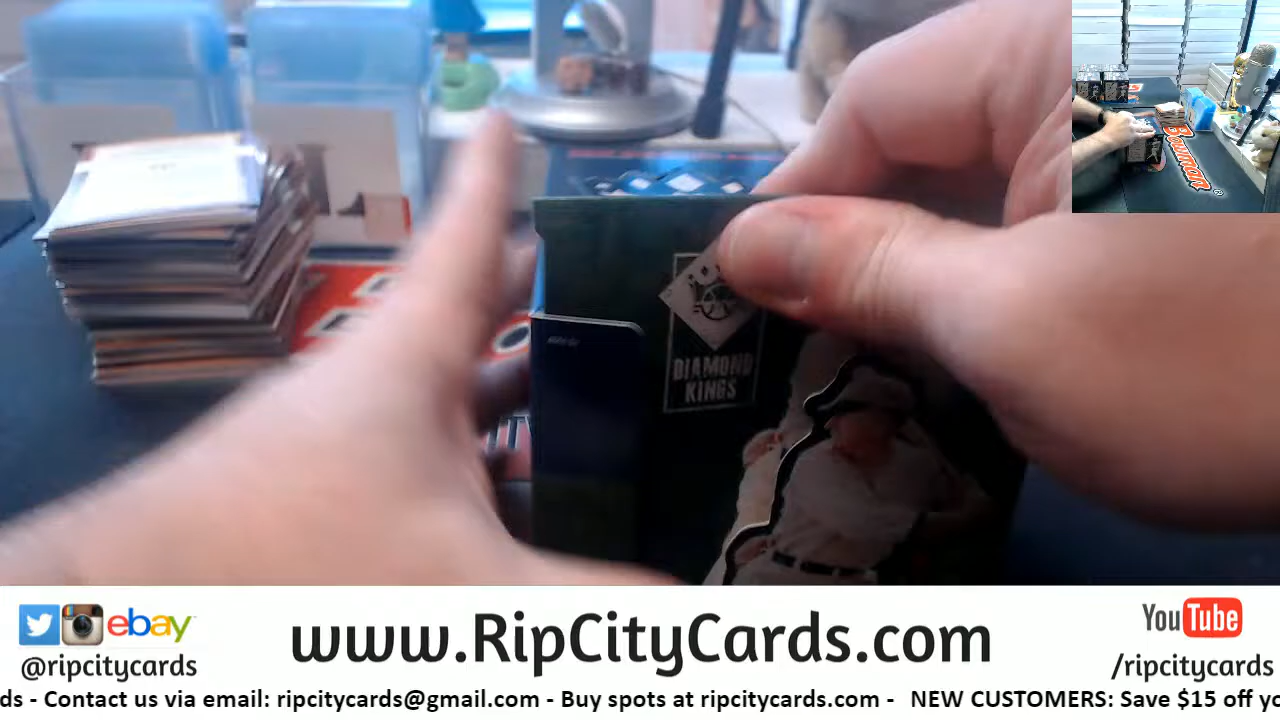 DIAMOND
KINGS
Bowman
ebay
@ripcitycards
www.RipCityCards.com
YouTube
/ripcitycards
ds - Contact us via email: ripcitycards@gmail.com - Buy spots at ripcitycards.com - NEW CUSTOMERS: Save $15 off yo